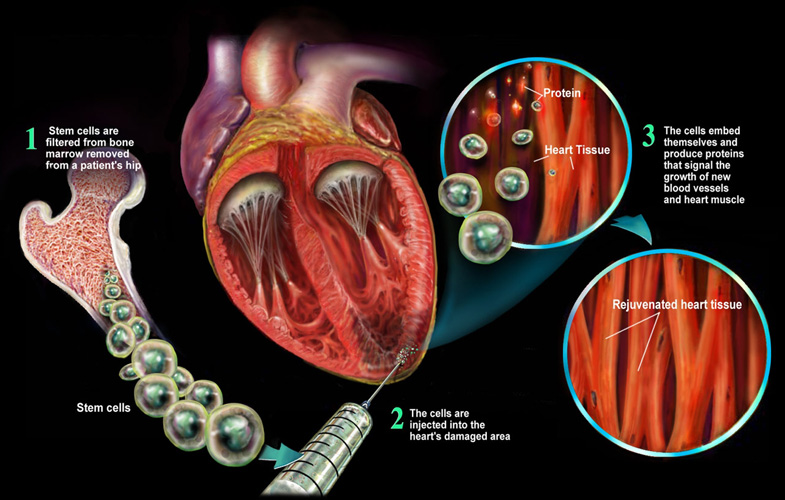 1 Stem cells are
filtered from bone
marrow removed
from a patient's hip
Stem cells
2 The cells are
injected into the
heart's damaged area
Protein
Heart Tissue
3 The cells embed
themselves and
produce proteins
that signal the
growth of new
blood vessels
and heart muscle
Rejuvenated heart tissue